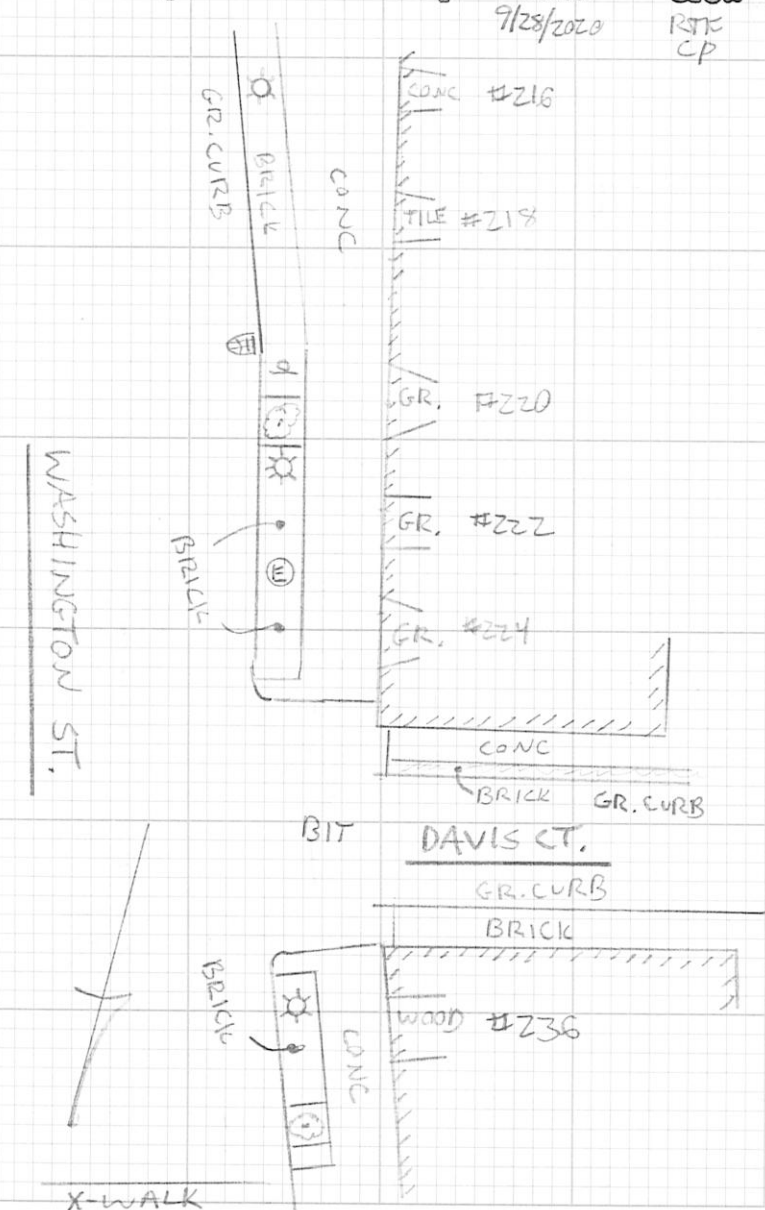 9/28/2020
RTK
CP
CONC #216
GR. CURB
BRICK
CONC
TILE #218
GR. #220
GR. #222
BRICK
GR. #224
WASHINGTON ST.
CONC
BRICK GR. CURB
BIT DAVIS CT.
GR. CURB
BRICK
BRICK
CONC
WOOD #236
X-WALK